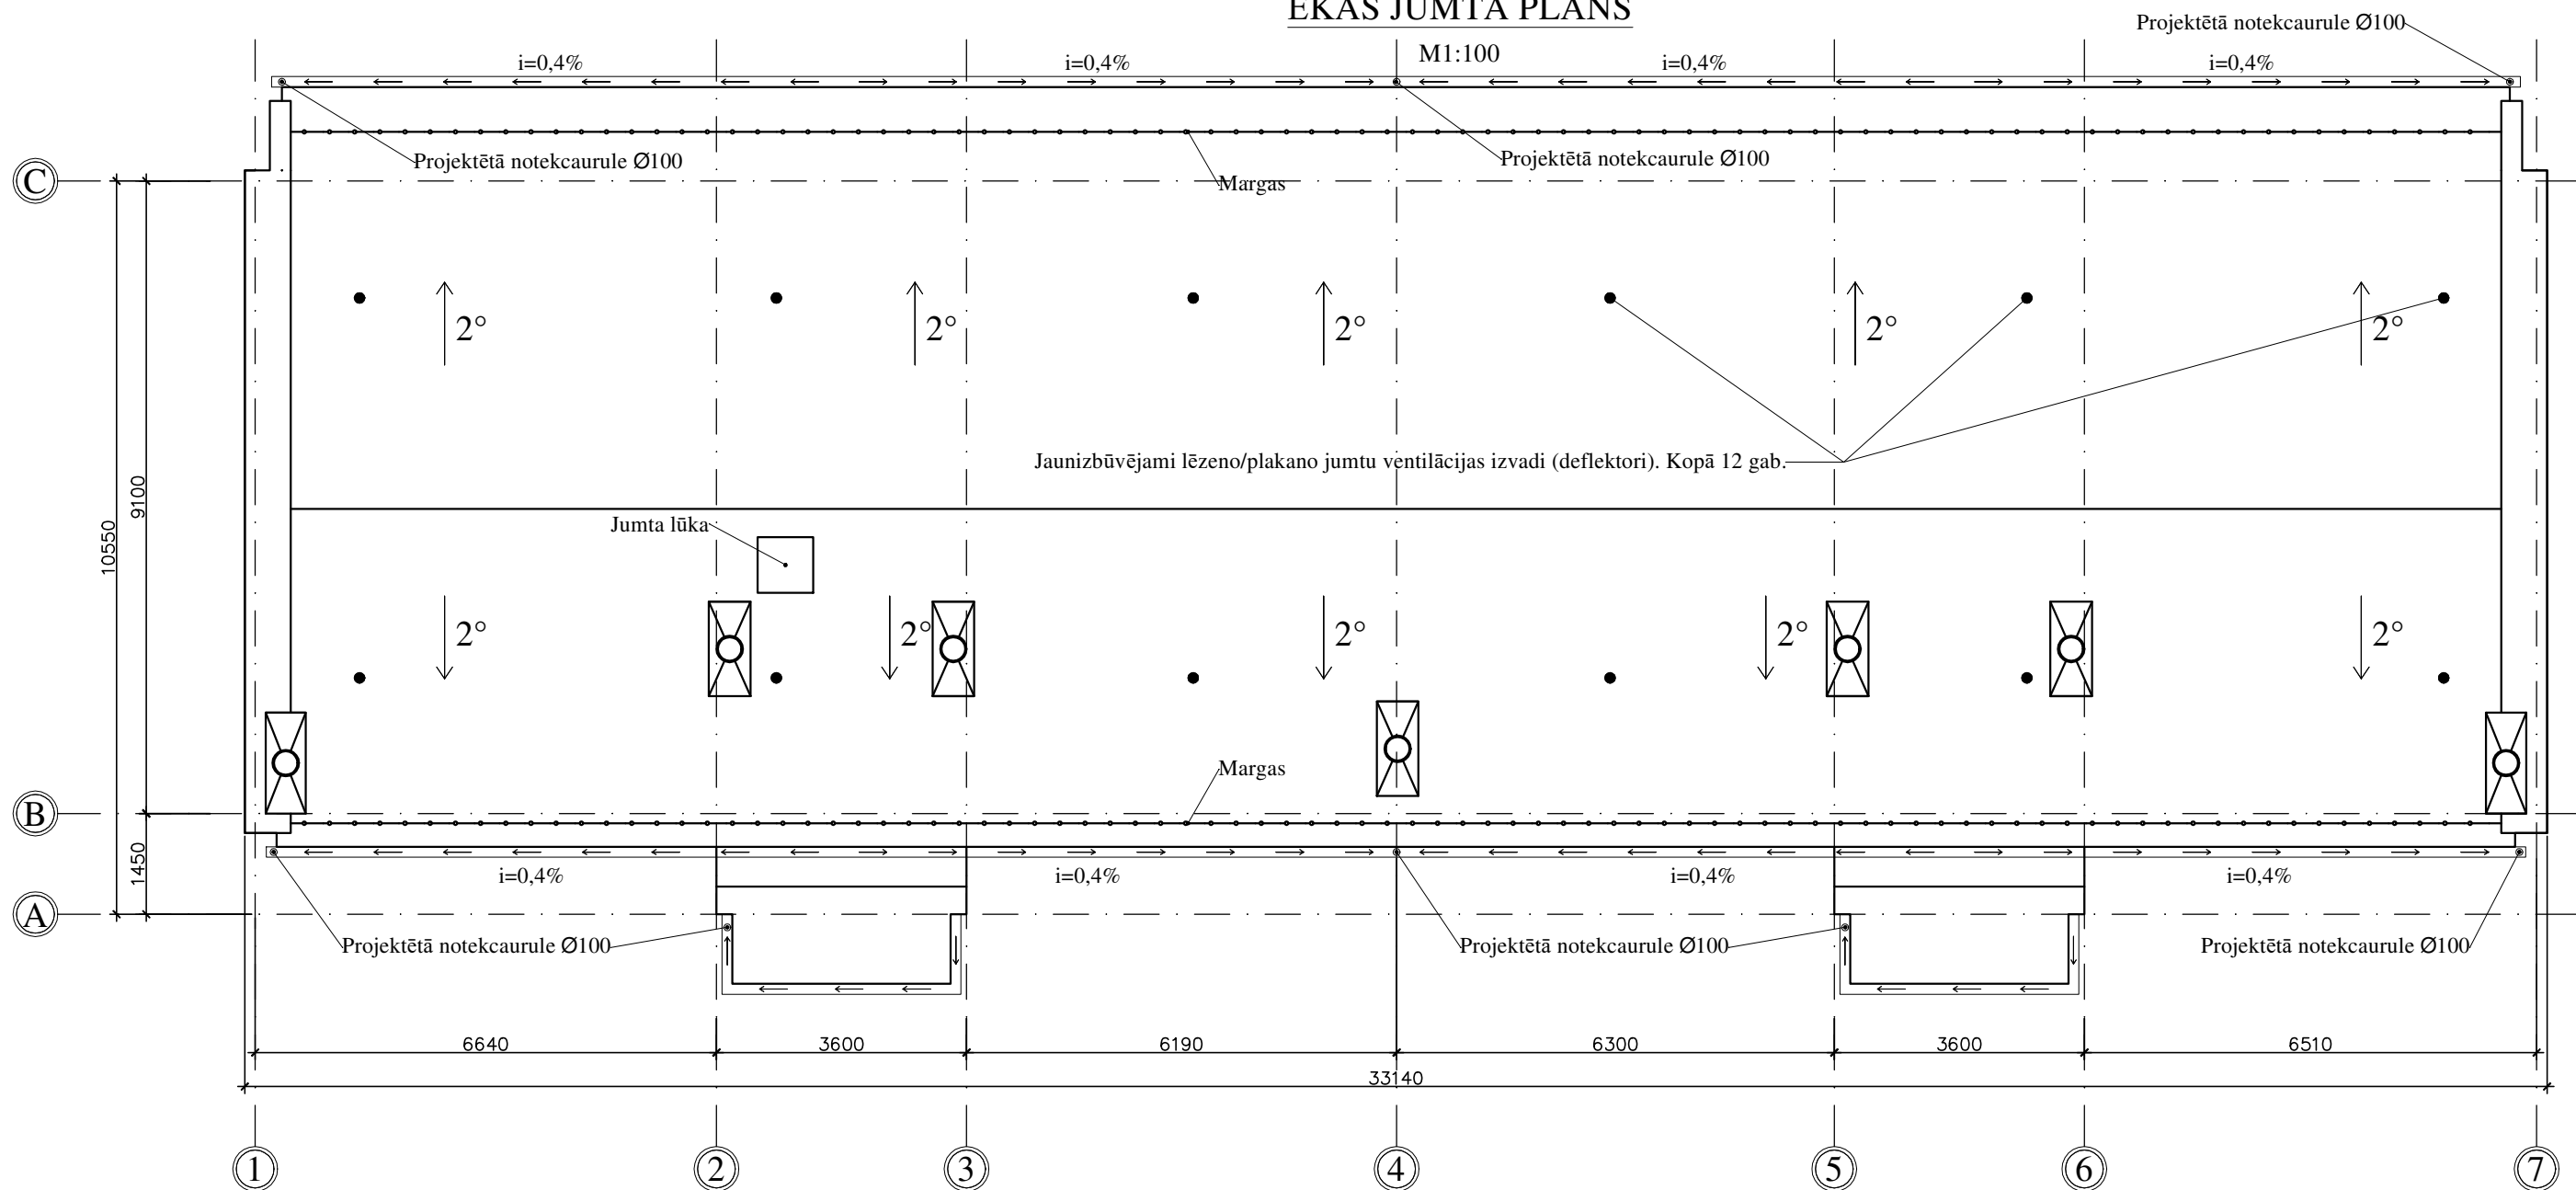 ĒKAS JUMTA PLĀNS
M1:100
Projektētā notekcaurule Ø100
i=0,4%
i=0,4%
i=0,4%
i=0,4%
Projektētā notekcaurule Ø100
Projektētā notekcaurule Ø100
Margas
C
2°
2°
2°
2°
2°
Jaunizbūvējami lēzeno/plakano jumtu ventilācijas izvadi (deflektori). Kopā 12 gab.
9100
10550
Jumta lūka
2°
2°
2°
2°
2°
Margas
B
1450
i=0,4%
i=0,4%
i=0,4%
i=0,4%
A
Projektētā notekcaurule Ø100
Projektētā notekcaurule Ø100
Projektētā notekcaurule Ø100
6640
3600
6190
6300
3600
6510
33140
1
2
3
4
5
6
7